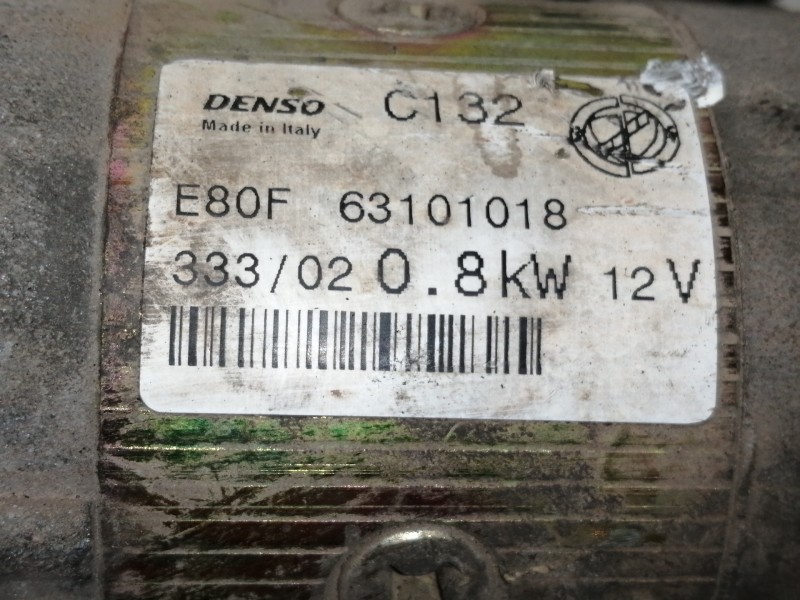 DENSO C132
Made in Italy
E80F 63101018
333/02 0.8kW 12V